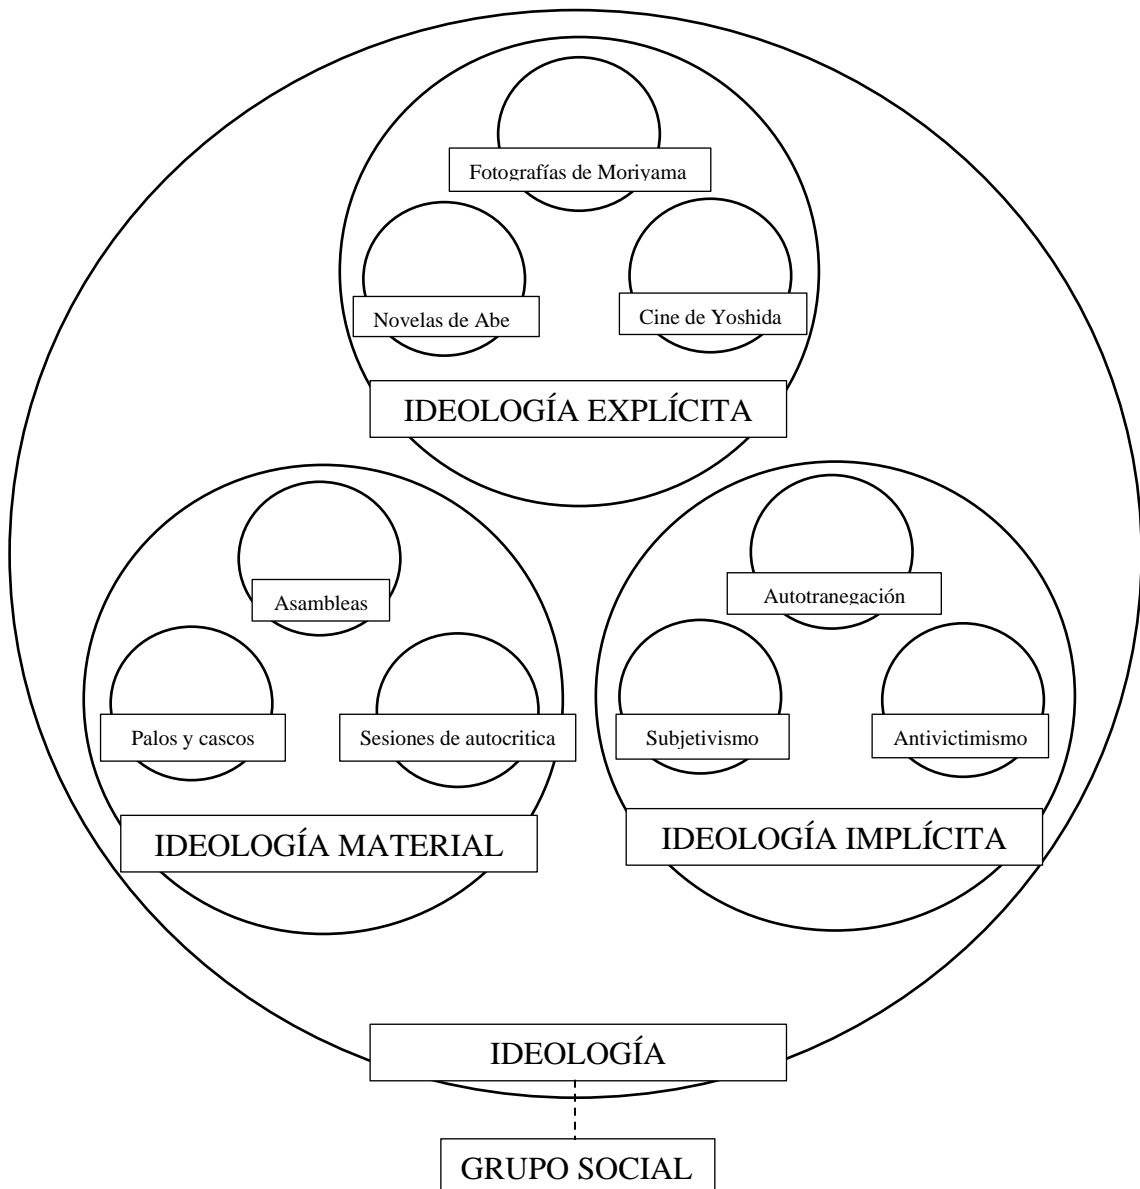 Fotografías de Moriyama
Novelas de Abe
Cine de Yoshida
IDEOLOGÍA EXPLÍCITA
Asambleas
Palos y cascos
Sesiones de autocritica
IDEOLOGÍA MATERIAL
Autotranegación
Subjetivismo
Antivictimismo
IDEOLOGÍA IMPLÍCITA
IDEOLOGÍA
GRUPO SOCIAL